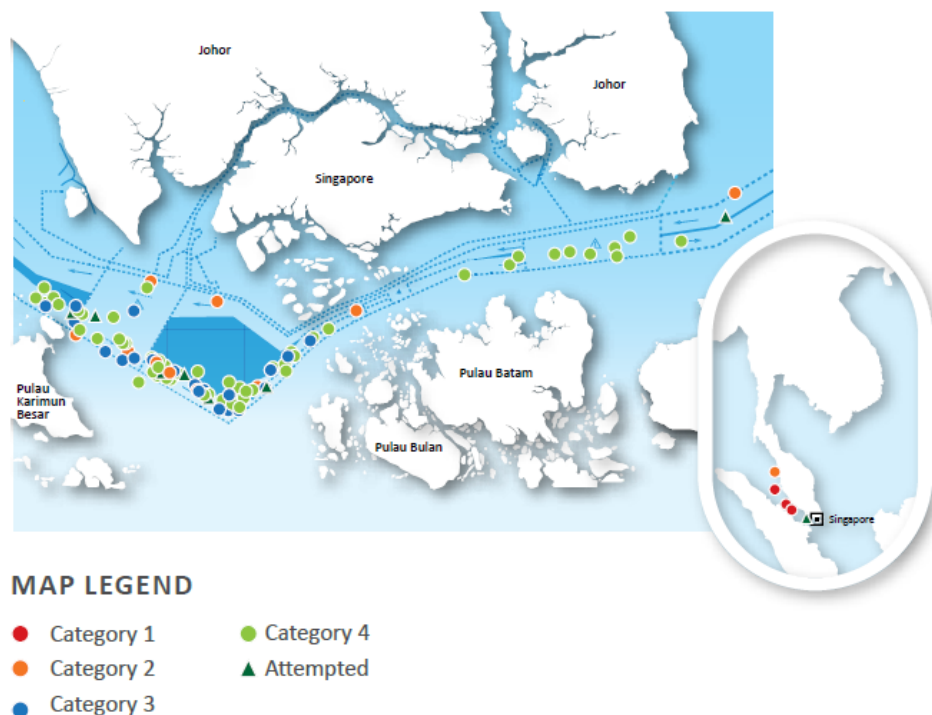 Johor
Johor
Singapore
Pulau
Karimun
Besar
Pulau Batam
Pulau Bulan
Singapore
MAP LEGEND
Category 1
Category 4
Category 2
Attempted
Category 3